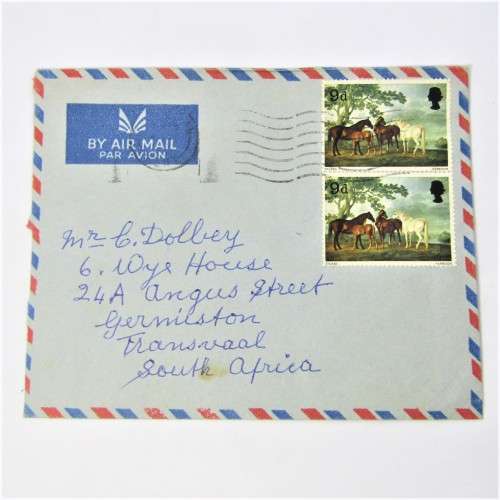 BY AIR MAIL
PAR AVION
9d
9d
Mr C. Dolbey
6. Wye House
24A Angus Street
Germiston
Transvaal
South Africa